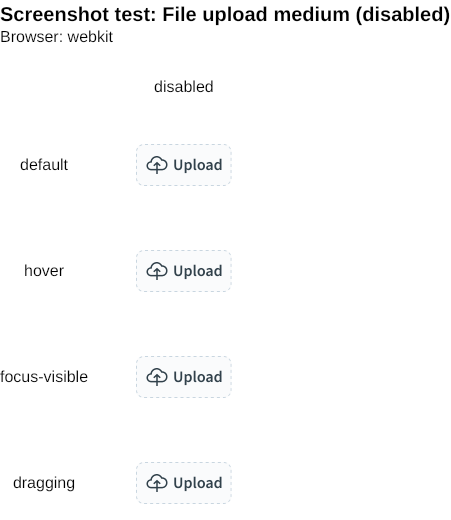 Screenshot test: File upload medium (disabled)
Browser: webkit
disabled
default Upload
hover Upload
focus-visible Upload
dragging Upload